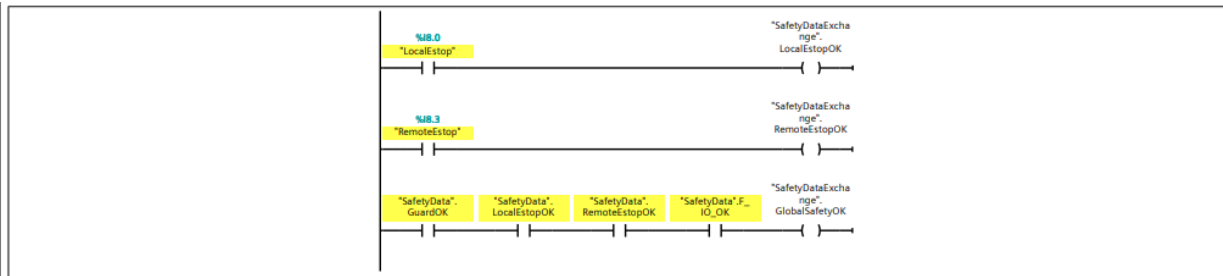 "SafetyDataExcha
nge".
LocalEstopOK
%I8.0
"LocalEstop"
"SafetyDataExcha
nge".
RemoteEstopOK
%I8.3
"RemoteEstop"
"SafetyData".
GuardOK
"SafetyData".
LocalEstopOK
"SafetyData".
RemoteEstopOK
"SafetyData".F_
IO_OK
"SafetyDataExcha
nge".
GlobalSafetyOK